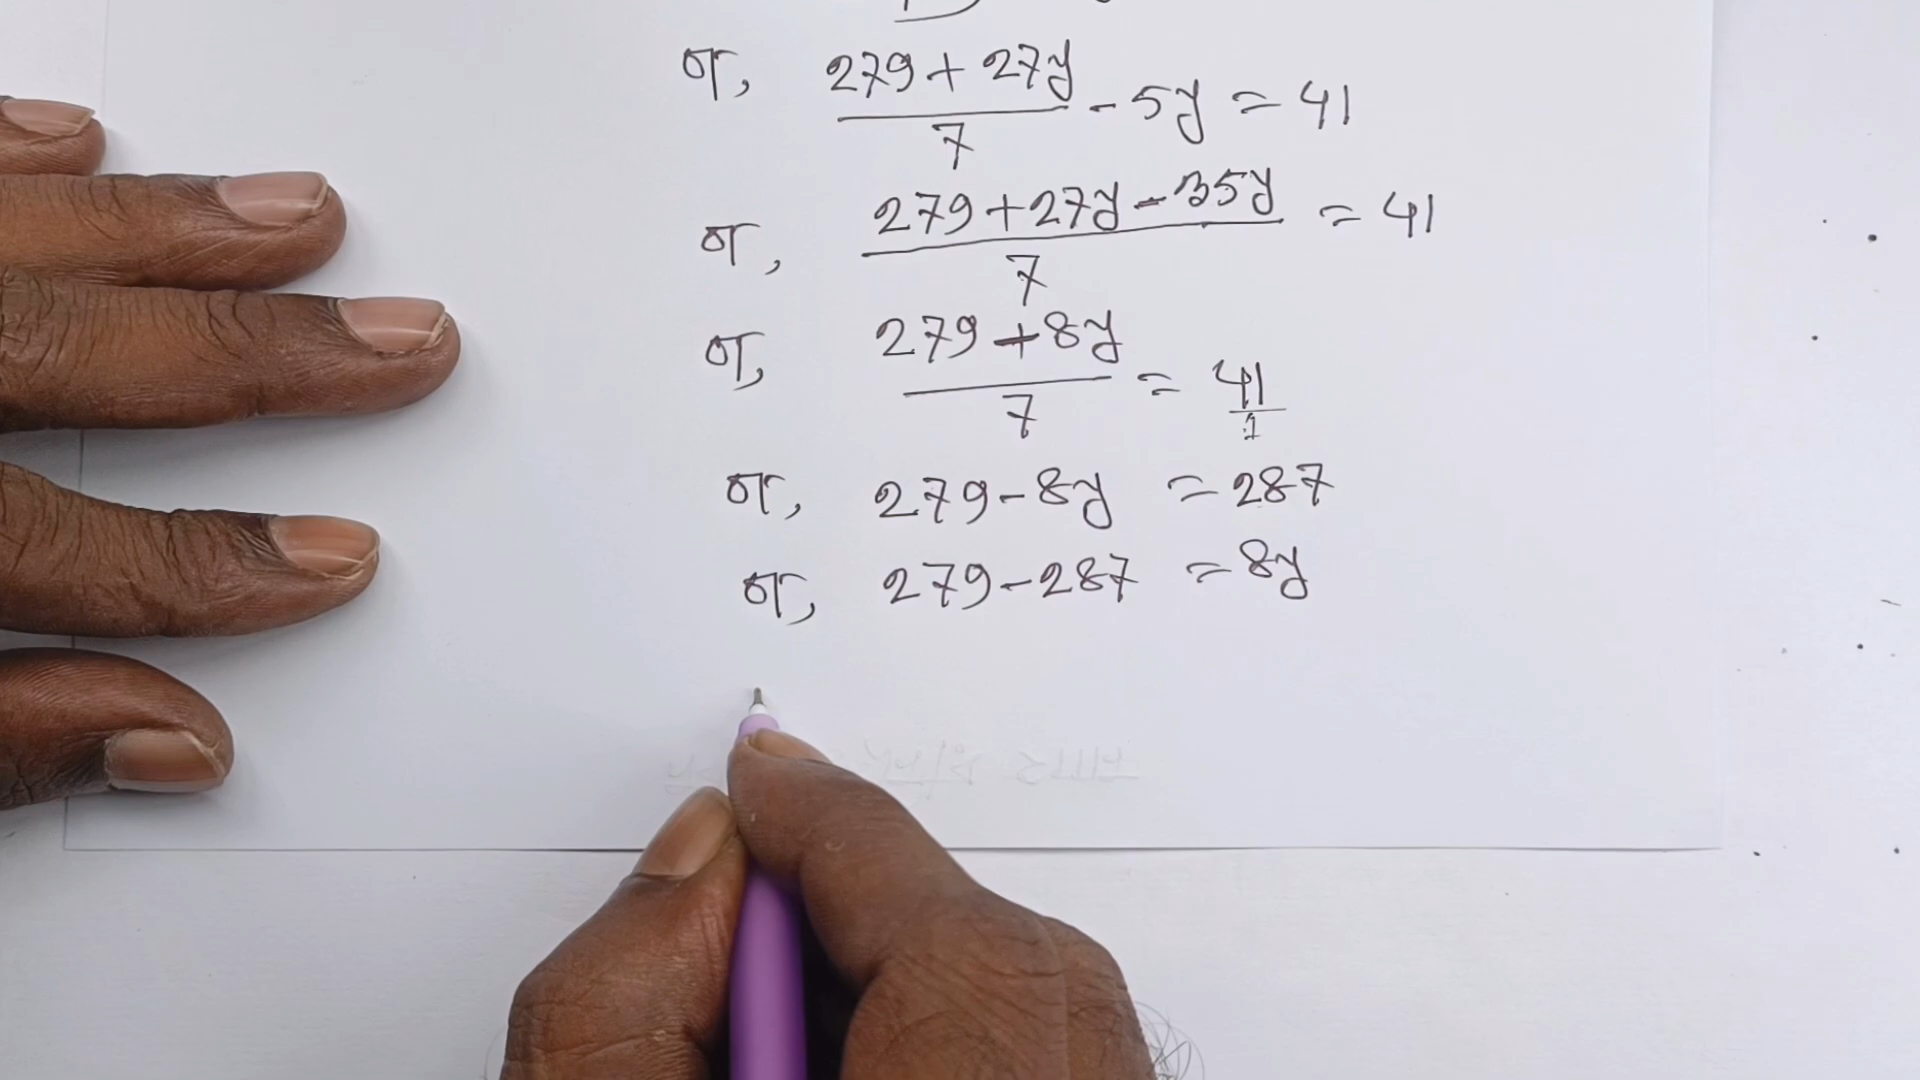 বা, (279 + 27y)/7 - 5y = 41
বা, (279 + 27y - 35y)/7 = 41
বা, (279 + 8y)/7 = 41/1
বা, 279 - 8y = 287
বা, 279 - 287 = 8y